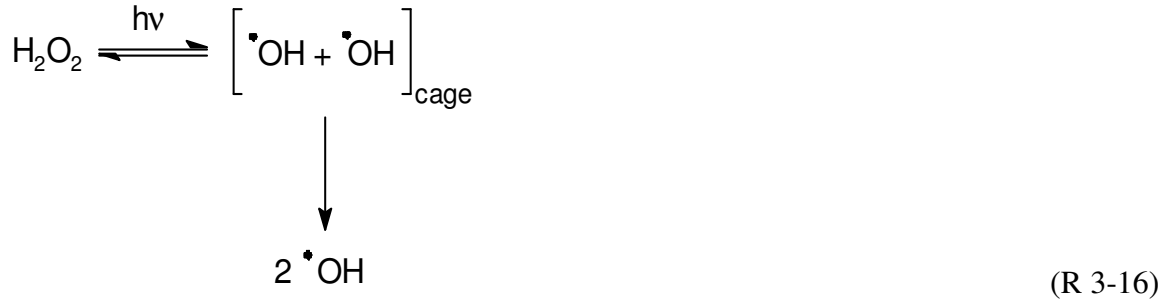 hν
H₂O₂ ⇌ [ •OH + •OH ]cage
2 •OH
(R 3-16)